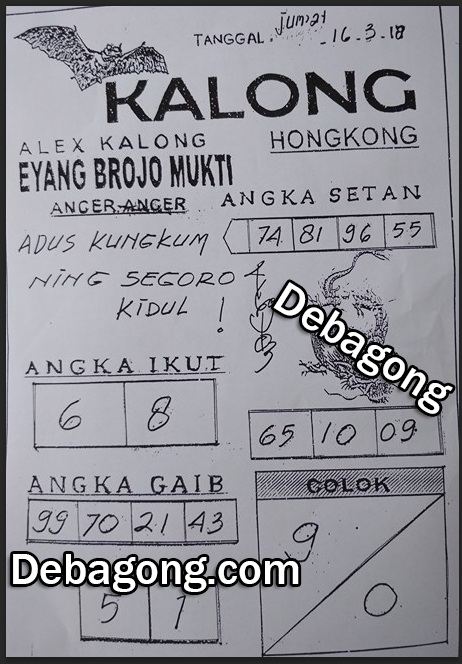 TANGGAL. jumat 16-3-18
KALONG
ALEX KALONG
HONGKONG
EYANG BROJO MUKTI
ANGER-ANGER
ANGKA SETAN
ADUS KUNGKUM
74 81 96 55
NING SEGORO
KIDUL !
Debagong
ANGKA IKUT
6 8
65 10 09
ANGKA GAIB
COLOK
99 70 21 43
9
Debagong.com
0
5 1